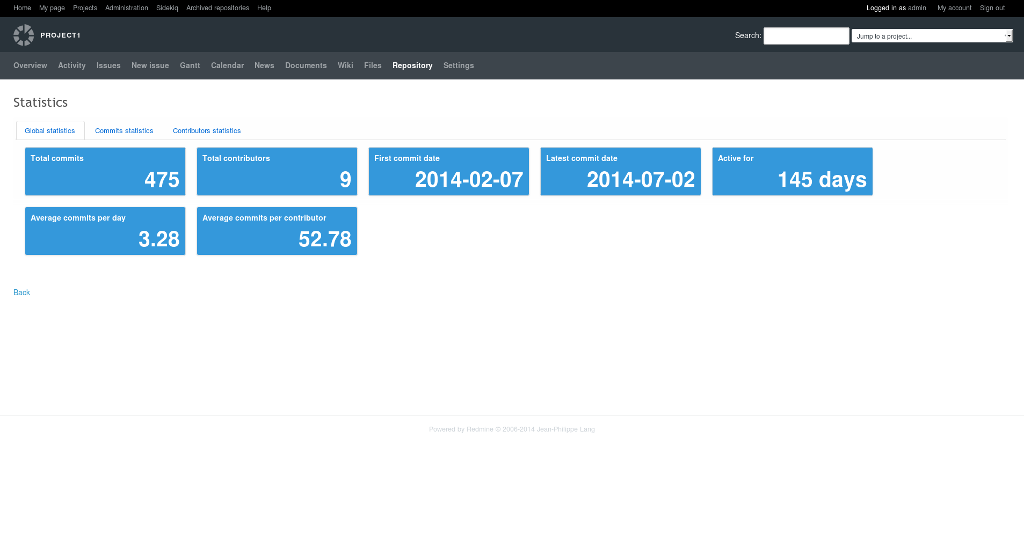 Home My page Projects Administration Sidekiq Archived repositories Help Logged in as admin My account Sign out
PROJECT1 Search: Jump to a project...
Overview Activity Issues New issue Gantt Calendar News Documents Wiki Files Repository Settings
Statistics
Global statistics Commits statistics Contributors statistics
Total commits Total contributors First commit date Latest commit date Active for
475 9 2014-02-07 2014-07-02 145 days
Average commits per day Average commits per contributor
3.28 52.78
Back
Powered by Redmine © 2006-2014 Jean-Philippe Lang